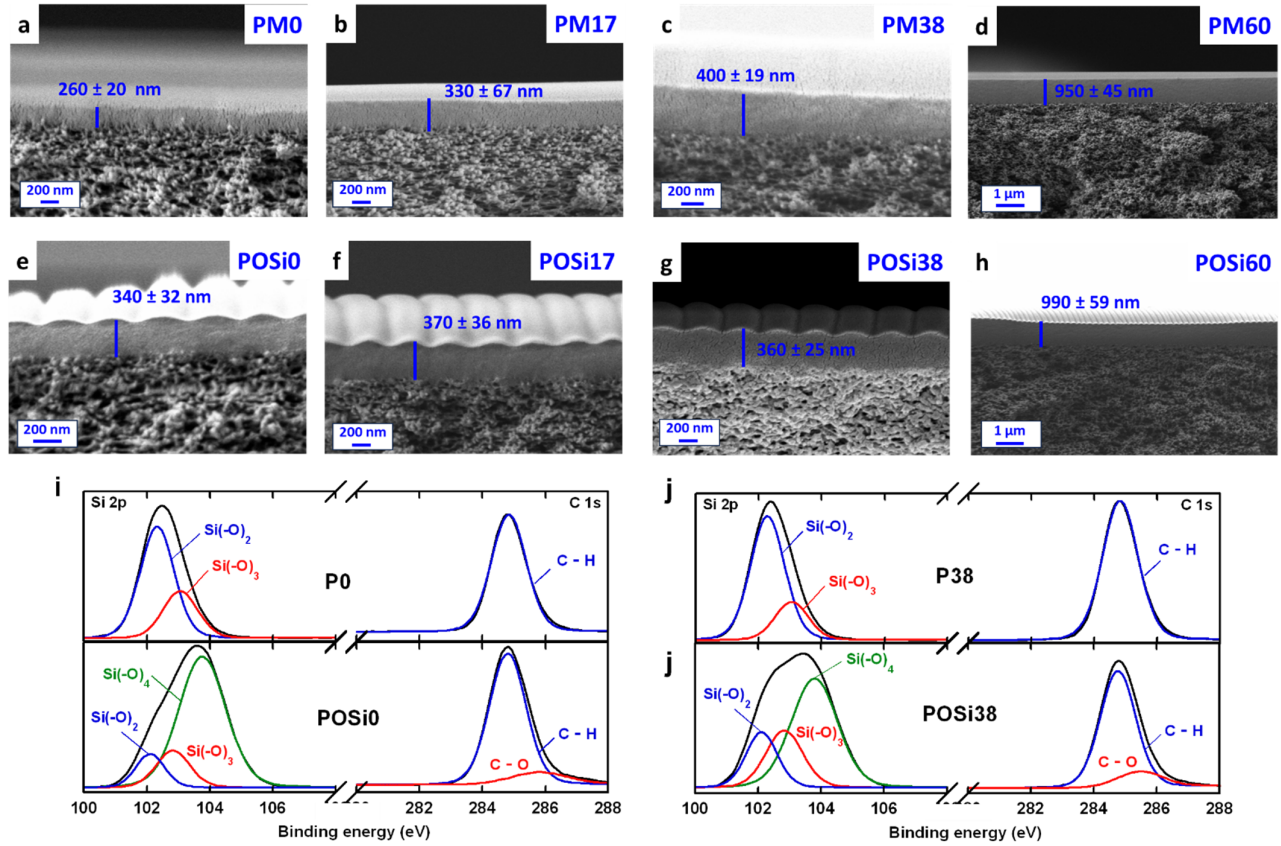 a PM0
260 ± 20 nm
200 nm
b PM17
330 ± 67 nm
200 nm
c PM38
400 ± 19 nm
200 nm
d PM60
950 ± 45 nm
1 µm
e POSi0
340 ± 32 nm
200 nm
f POSi17
370 ± 36 nm
200 nm
g POSi38
360 ± 25 nm
200 nm
h POSi60
990 ± 59 nm
1 µm
i
Si 2p C 1s
Si(-O)2
Si(-O)3
C - H
P0
Si(-O)4
Si(-O)2
Si(-O)3
POSi0
C - H
C - O
100 102 104 106 282 284 286 288
Binding energy (eV)
j
Si 2p C 1s
Si(-O)2
Si(-O)3
C - H
P38
j
Si(-O)4
Si(-O)2
Si(-O)3
POSi38
C - H
C - O
100 102 104 106 282 284 286 288
Binding energy (eV)